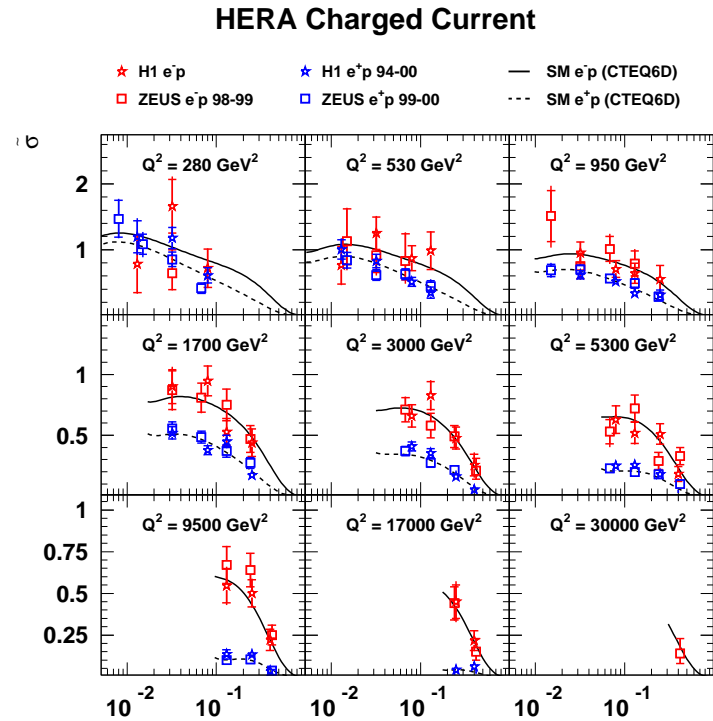 HERA Charged Current
H1 e⁻p
H1 e⁺p 94-00
SM e⁻p (CTEQ6D)
ZEUS e⁻p 98-99
ZEUS e⁺p 99-00
SM e⁺p (CTEQ6D)
σ̃
Q² = 280 GeV²
Q² = 530 GeV²
Q² = 950 GeV²
2
1
Q² = 1700 GeV²
Q² = 3000 GeV²
Q² = 5300 GeV²
1
0.5
Q² = 9500 GeV²
Q² = 17000 GeV²
Q² = 30000 GeV²
1
0.75
0.5
0.25
10⁻² 10⁻¹ 10⁻² 10⁻¹ 10⁻² 10⁻¹